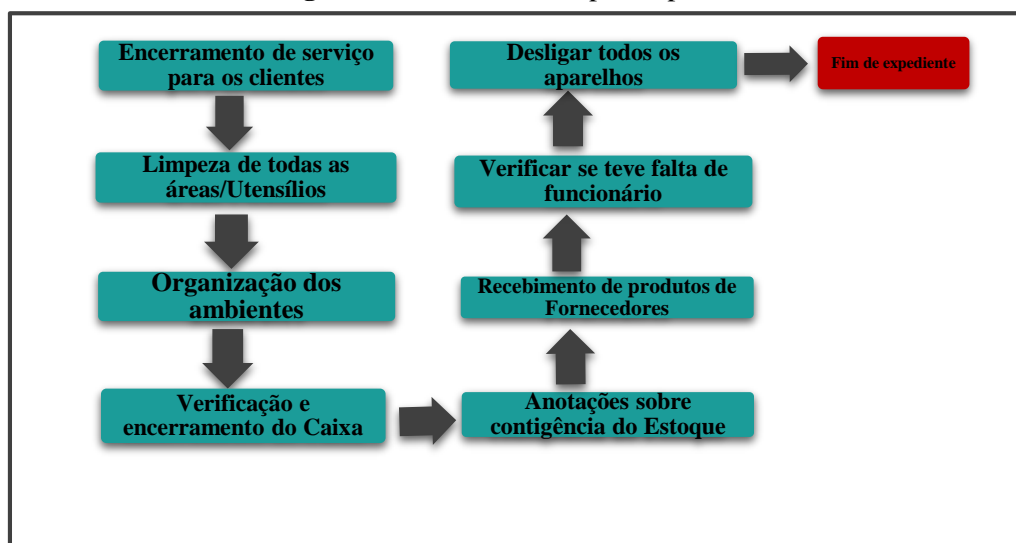 Encerramento de serviço
para os clientes
Limpeza de todas as
áreas/Utensílios
Organização dos
ambientes
Verificação e
encerramento do Caixa
Anotações sobre
contigência do Estoque
Recebimento de produtos de
Fornecedores
Verificar se teve falta de
funcionário
Desligar todos os
aparelhos
Fim de expediente